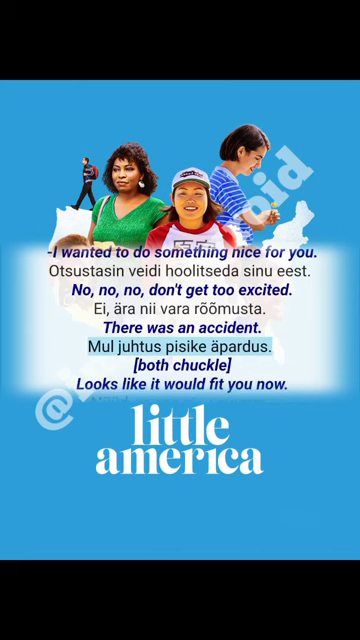 -I wanted to do something nice for you.
Otsustasin veidi hoolitseda sinu eest.
No, no, no, don't get too excited.
Ei, ära nii vara rõõmusta.
There was an accident.
Mul juhtus pisike äpardus.
[both chuckle]
Looks like it would fit you now.
little
america